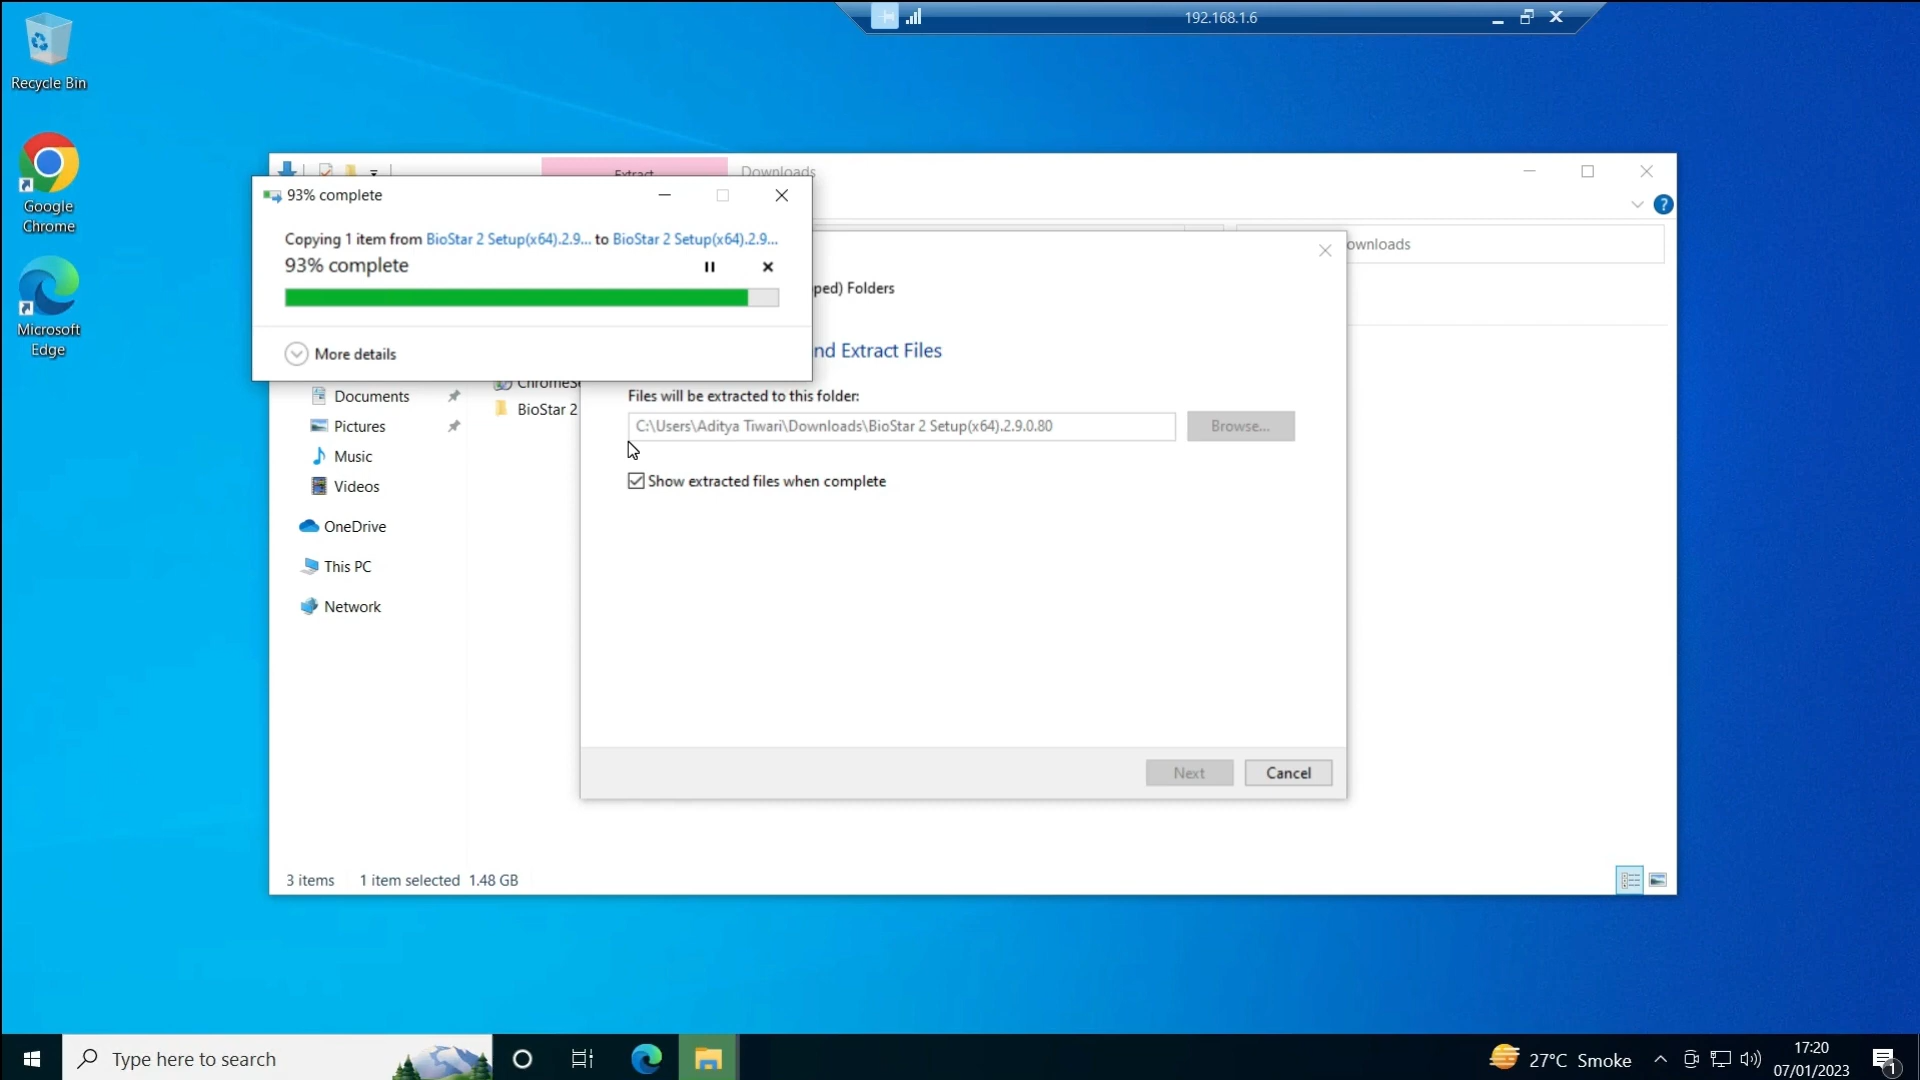 192.168.1.6
Recycle Bin
Google
Chrome
Microsoft
Edge
Extract
Downloads
93% complete
Copying 1 item from BioStar 2 Setup(x64).2.9... to BioStar 2 Setup(x64).2.9...
93% complete
More details
ownloads
ped) Folders
nd Extract Files
Files will be extracted to this folder:
C:\Users\Aditya Tiwari\Downloads\BioStar 2 Setup(x64).2.9.0.80
Browse...
Show extracted files when complete
Next
Cancel
ChromeSe
BioStar 2
Documents
Pictures
Music
Videos
OneDrive
This PC
Network
3 items 1 item selected 1.48 GB
Type here to search
27°C Smoke
17:20
07/01/2023
1